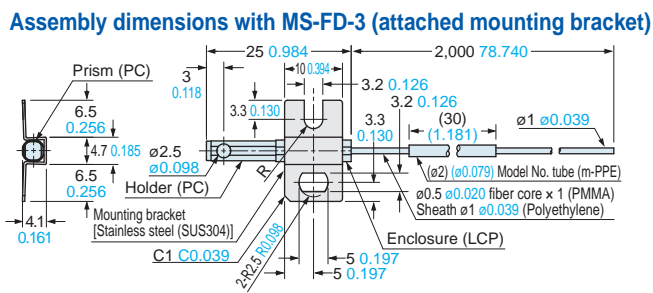 Assembly dimensions with MS-FD-3 (attached mounting bracket)
25 0.984
2,000 78.740
10 0.394
Prism (PC)
3
0.118
3.2 0.126
3.2 0.126
6.5
0.256
3.3 0.130
3.3
0.130
(30)
(1.181)
ø1 ø0.039
4.7 0.185
ø2.5
ø0.098
R
(ø2) (ø0.079) Model No. tube (m-PPE)
6.5
0.256
Holder (PC)
ø0.5 ø0.020 fiber core x 1 (PMMA)
Sheath ø1 ø0.039 (Polyethylene)
4.1
0.161
Mounting bracket
[Stainless steel (SUS304)]
Enclosure (LCP)
C1 C0.039
2-R2.5 R0.098
5 0.197
5 0.197